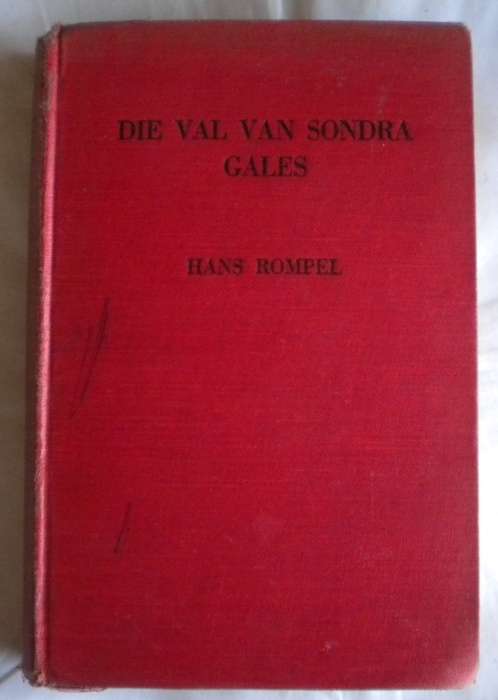 DIE VAL VAN SONDRA
GALES
HANS ROMPEL